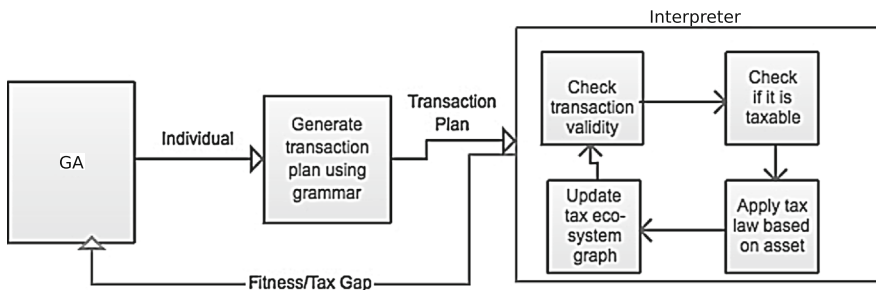 Interpreter
GA
Individual
Generate
transaction
plan using
grammar
Transaction
Plan
Check
transaction
validity
Check
if it is
taxable
Apply tax
law based
on asset
Update
tax eco-
system
graph
Fitness/Tax Gap